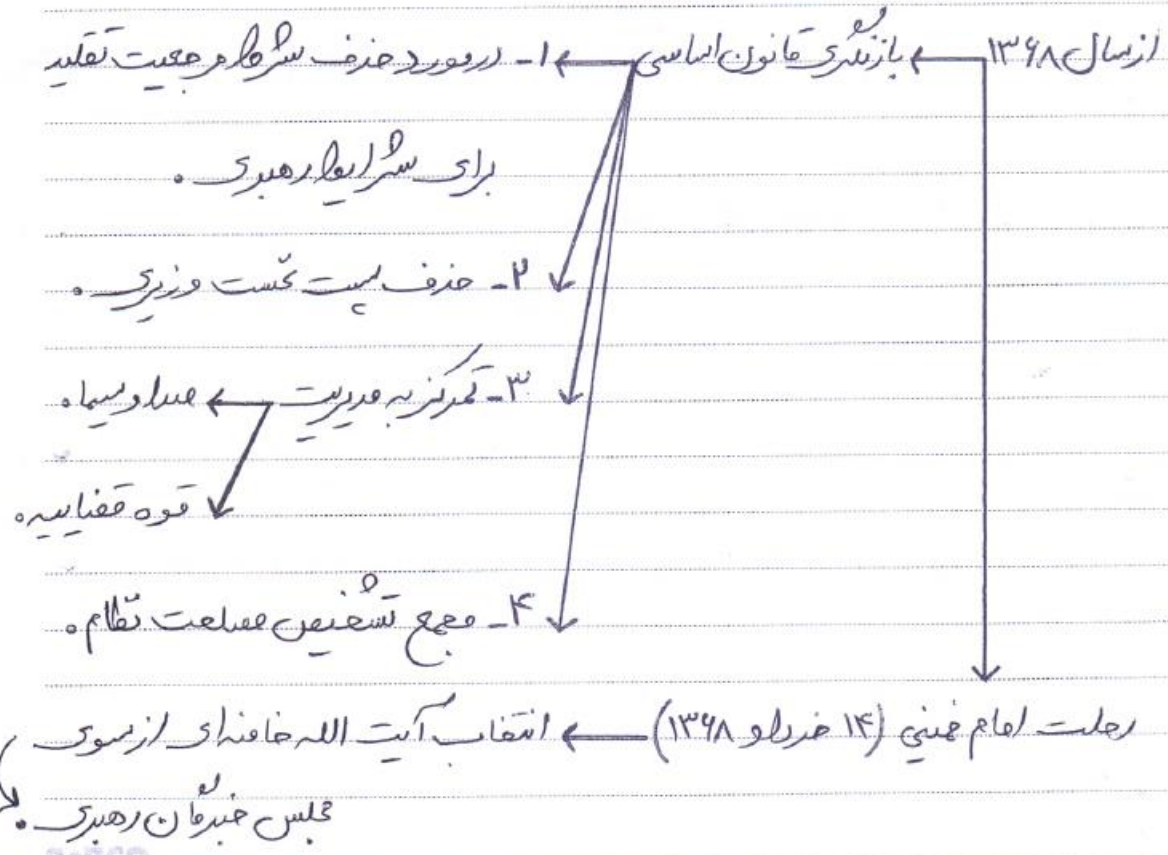 از سال ۱۳۶۸ ← بازنگری قانون اساسی ← ۱- در مورد حذف شرط مرجعیت تقلید
برای شرایط رهبری.
۲- حذف پست نخست وزیری.
۳- تمرکز به مدیریت ← صدا و سیما.
قوه قضاییه.
۴- مجمع تشخیص مصلحت نظام.
رحلت امام خمینی (۱۴ خرداد ۱۳۶۸) ← انتخاب آیت الله خامنه‌ای از سوی
مجلس خبرگان رهبری.